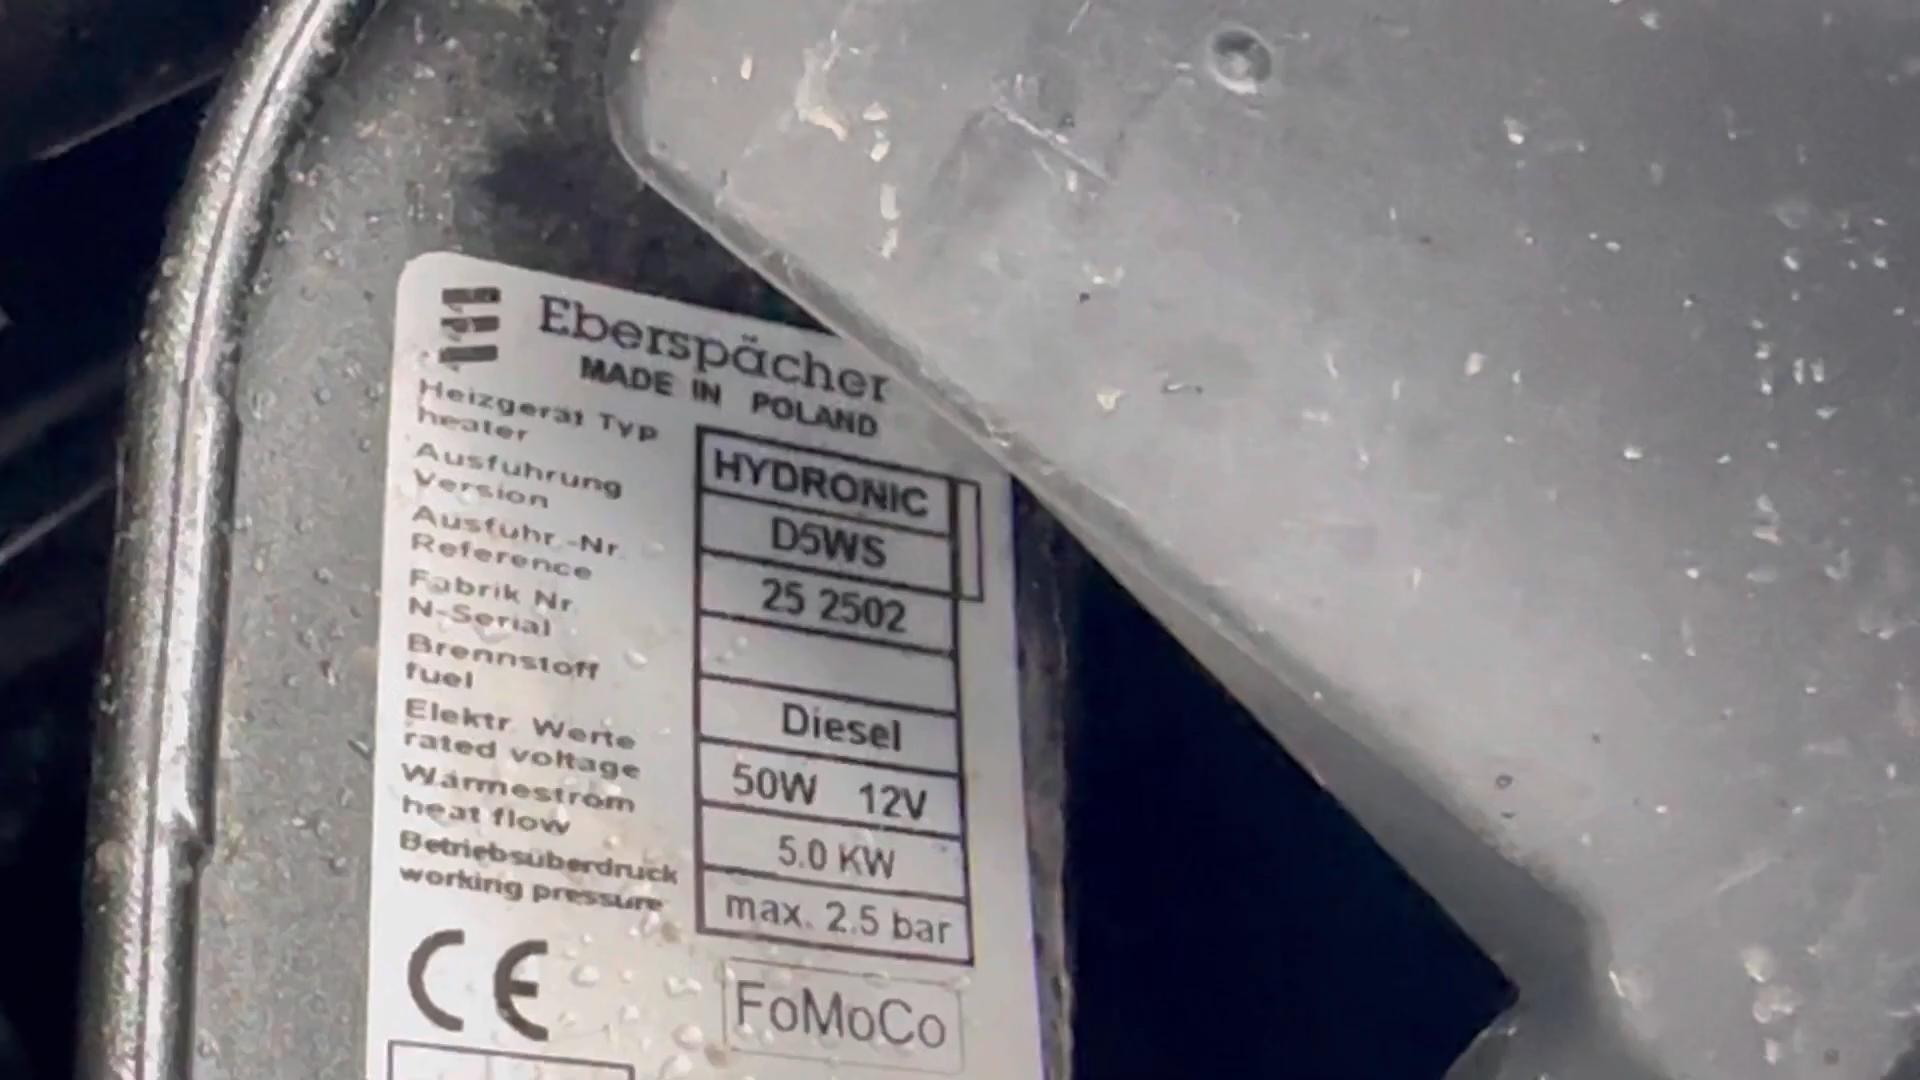 Eberspächer
MADE IN POLAND
Heizgerät Typ
heater
HYDRONIC
Ausfuhrung
Version
D5WS
Ausfuhr.-Nr.
Reference
25 2502
Fabrik Nr.
N-Serial
Brennstoff
fuel
Diesel
Elektr. Werte
rated voltage
50W 12V
Warmestrom
heat flow
5.0 KW
Betriebsüberdruck
working pressure
max. 2.5 bar
CE
FoMoCo